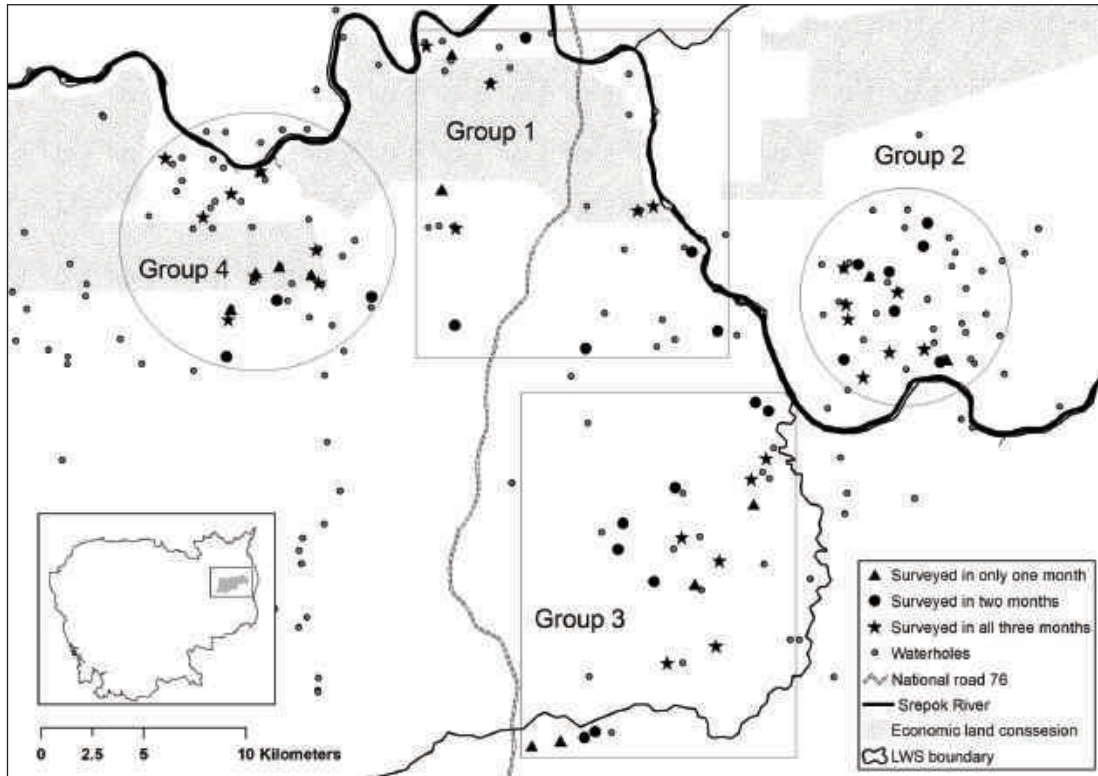 Group 1
Group 2
Group 4
Group 3
Surveyed in only one month
Surveyed in two months
Surveyed in all three months
Waterholes
National road 76
Srepok River
Economic land conssesion
LWS boundary
0 2.5 5 10 Kilometers